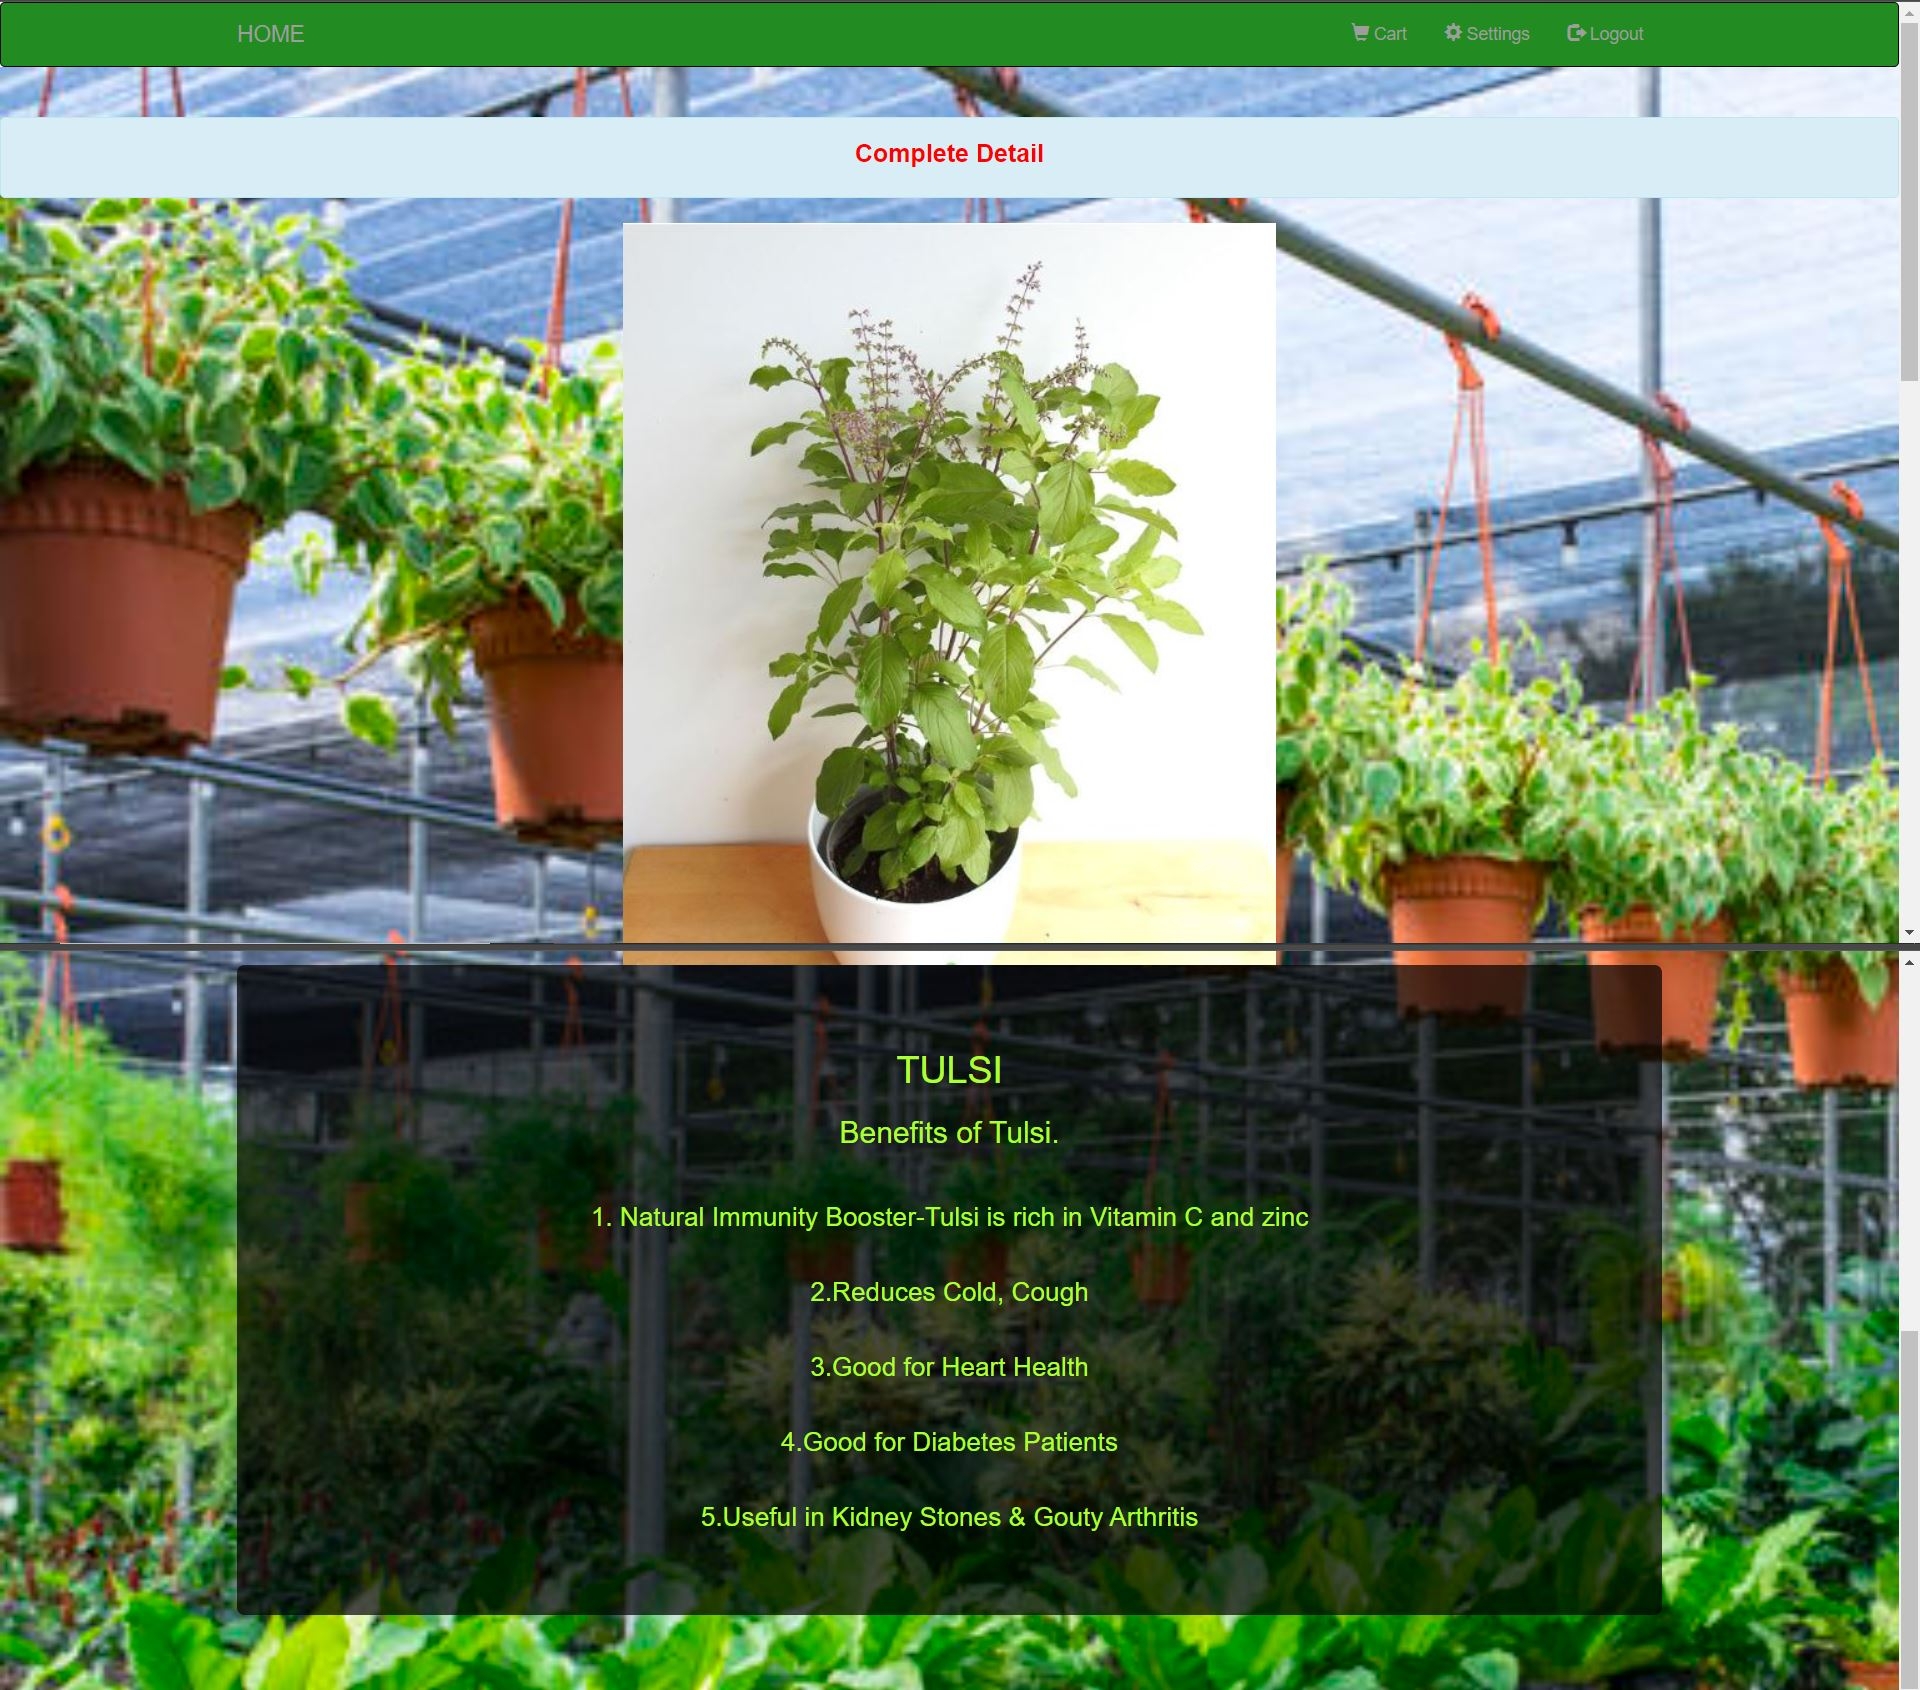 HOME
Cart
Settings
Logout
Complete Detail
TULSI
Benefits of Tulsi.
1. Natural Immunity Booster-Tulsi is rich in Vitamin C and zinc
2.Reduces Cold, Cough
3.Good for Heart Health
4.Good for Diabetes Patients
5.Useful in Kidney Stones & Gouty Arthritis